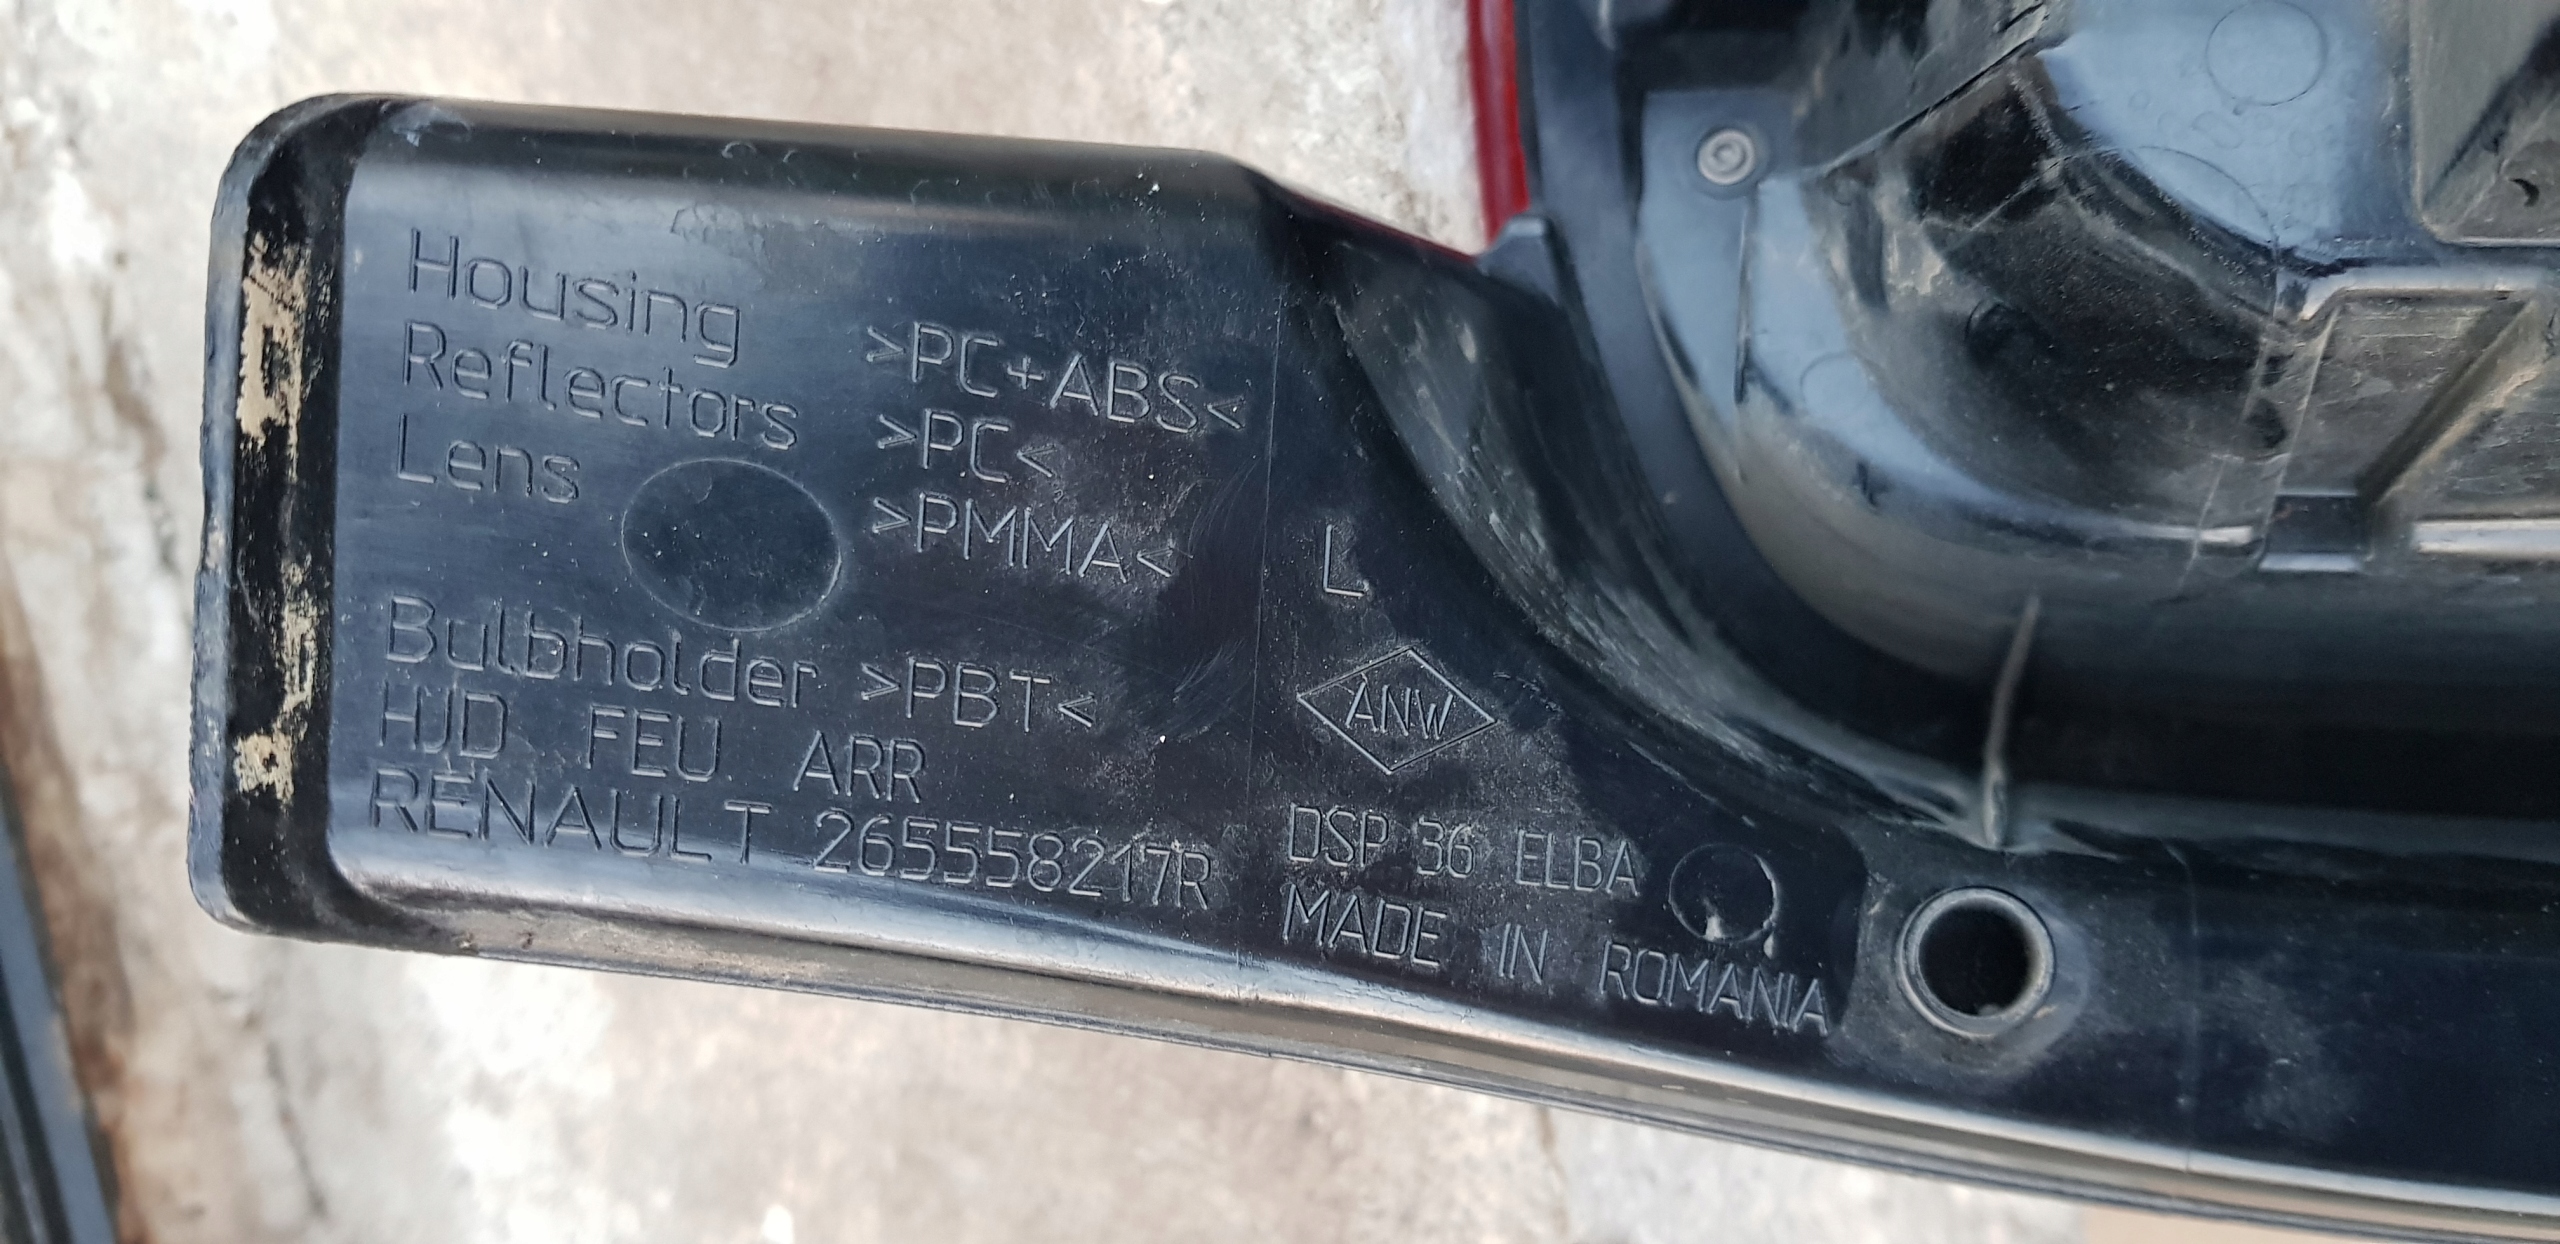 Housing >PC+ABS<
Reflectors >PC<
Lens >PMMA<
Bulbholder >PBT<
HJD FEU ARR
RENAULT 265558217R
L
ANW
DSP 36 ELBA
MADE IN ROMANIA